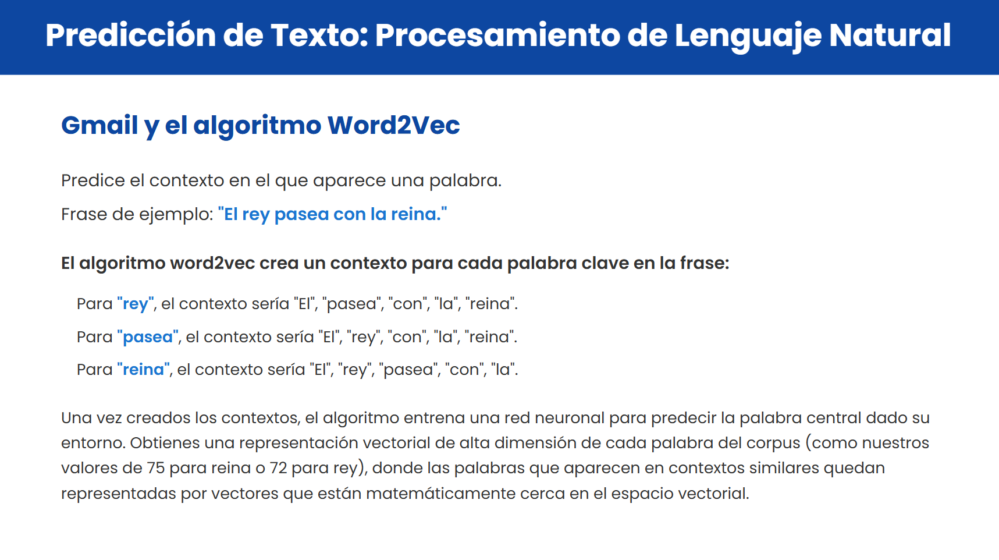 Predicción de Texto: Procesamiento de Lenguaje Natural
Gmail y el algoritmo Word2Vec
Predice el contexto en el que aparece una palabra.
Frase de ejemplo: "El rey pasea con la reina."
El algoritmo word2vec crea un contexto para cada palabra clave en la frase:
Para "rey", el contexto sería "El", "pasea", "con", "la", "reina".
Para "pasea", el contexto sería "El", "rey", "con", "la", "reina".
Para "reina", el contexto sería "El", "rey", "pasea", "con", "la".
Una vez creados los contextos, el algoritmo entrena una red neuronal para predecir la palabra central dado su
entorno. Obtienes una representación vectorial de alta dimensión de cada palabra del corpus (como nuestros
valores de 75 para reina o 72 para rey), donde las palabras que aparecen en contextos similares quedan
representadas por vectores que están matemáticamente cerca en el espacio vectorial.